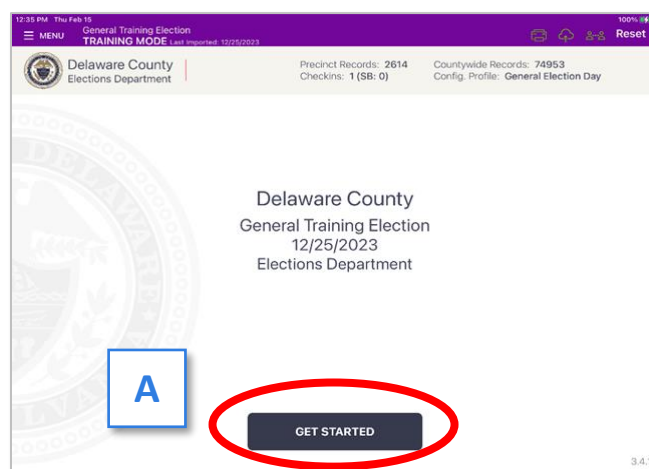 12:35 PM Thu Feb 15
100%
MENU
General Training Election
TRAINING MODE Last Imported: 12/25/2023
Reset
Delaware County
Elections Department
Precinct Records: 2614
Checkins: 1 (SB: 0)
Countywide Records: 74953
Config. Profile: General Election Day
Delaware County
General Training Election
12/25/2023
Elections Department
A
GET STARTED
3.4.